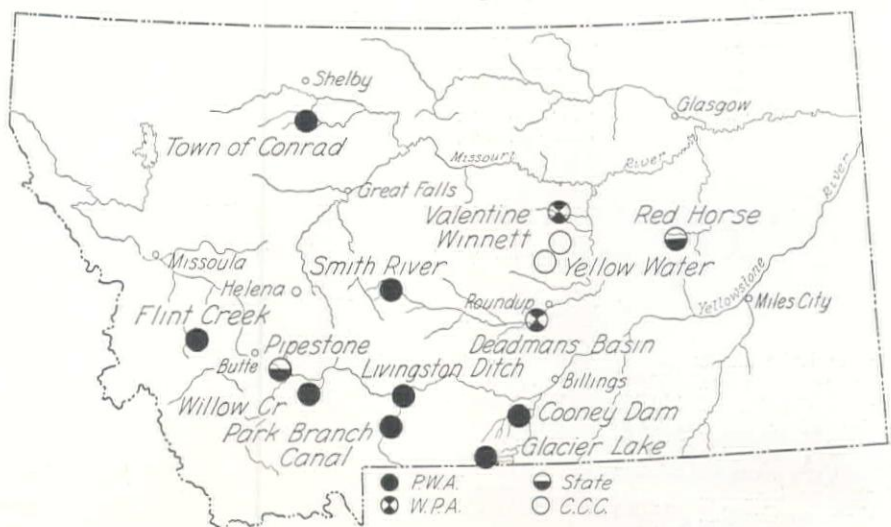 Shelby
Glasgow
Town of Conrad
Missouri
River
Great Falls
River
Valentine
Red Horse
Winnett
Missoula
Smith River
Yellow Water
Helena
Roundup
Yellowstone
Miles City
Flint Creek
Pipestone
Deadmans Basin
Butte
Livingston Ditch
Billings
Willow Cr
Cooney Dam
Park Branch
Canal
Glacier Lake
P.W.A.
State
W.P.A.
C.C.C.